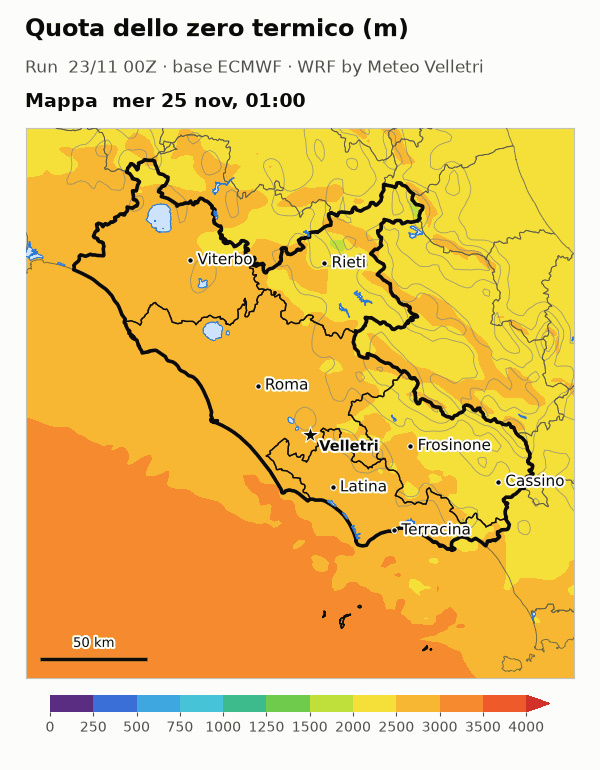 Quota dello zero termico (m)
Run  23/11 00Z · base ECMWF · WRF by Meteo Velletri
Mappa  mer 25 nov, 01:00
Viterbo
Rieti
Roma
Velletri
Frosinone
Latina
Cassino
Terracina
50 km
0 250 500 750 1000 1250 1500 2000 2500 3000 3500 4000